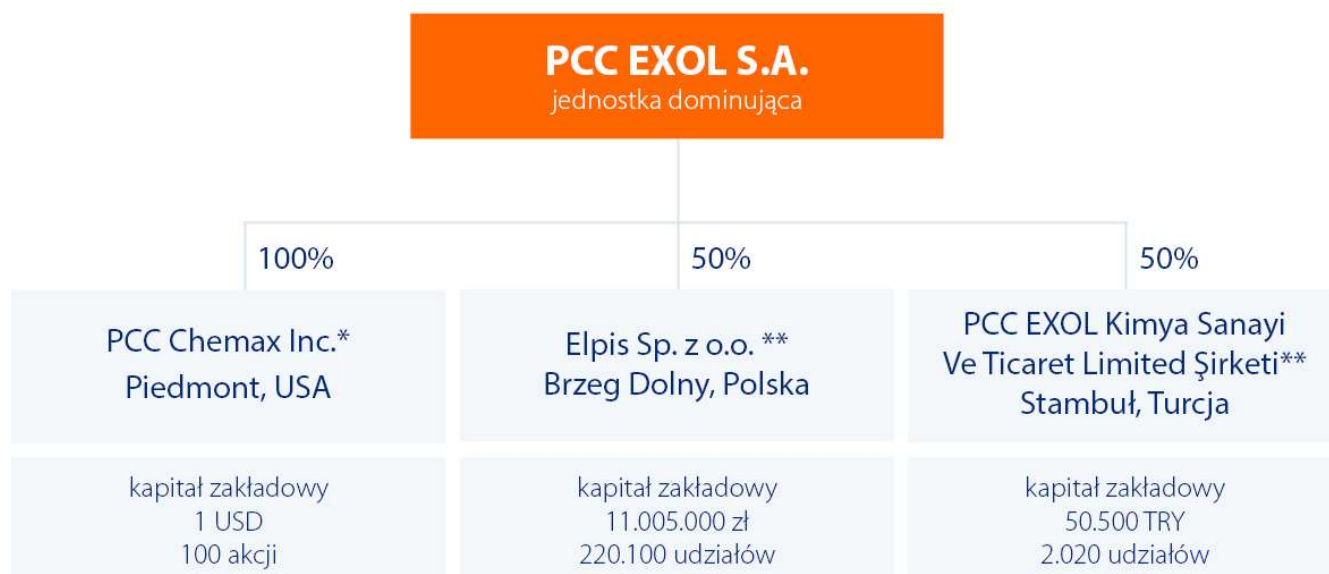 PCC EXOL S.A.
jednostka dominująca
100%
50%
50%
PCC Chemax Inc.*
Piedmont, USA
Elpis Sp. z o.o. **
Brzeg Dolny, Polska
PCC EXOL Kimya Sanayi
Ve Ticaret Limited Şirketi**
Stambuł, Turcja
kapitał zakładowy
1 USD
100 akcji
kapitał zakładowy
11.005.000 zł
220.100 udziałów
kapitał zakładowy
50.500 TRY
2.020 udziałów